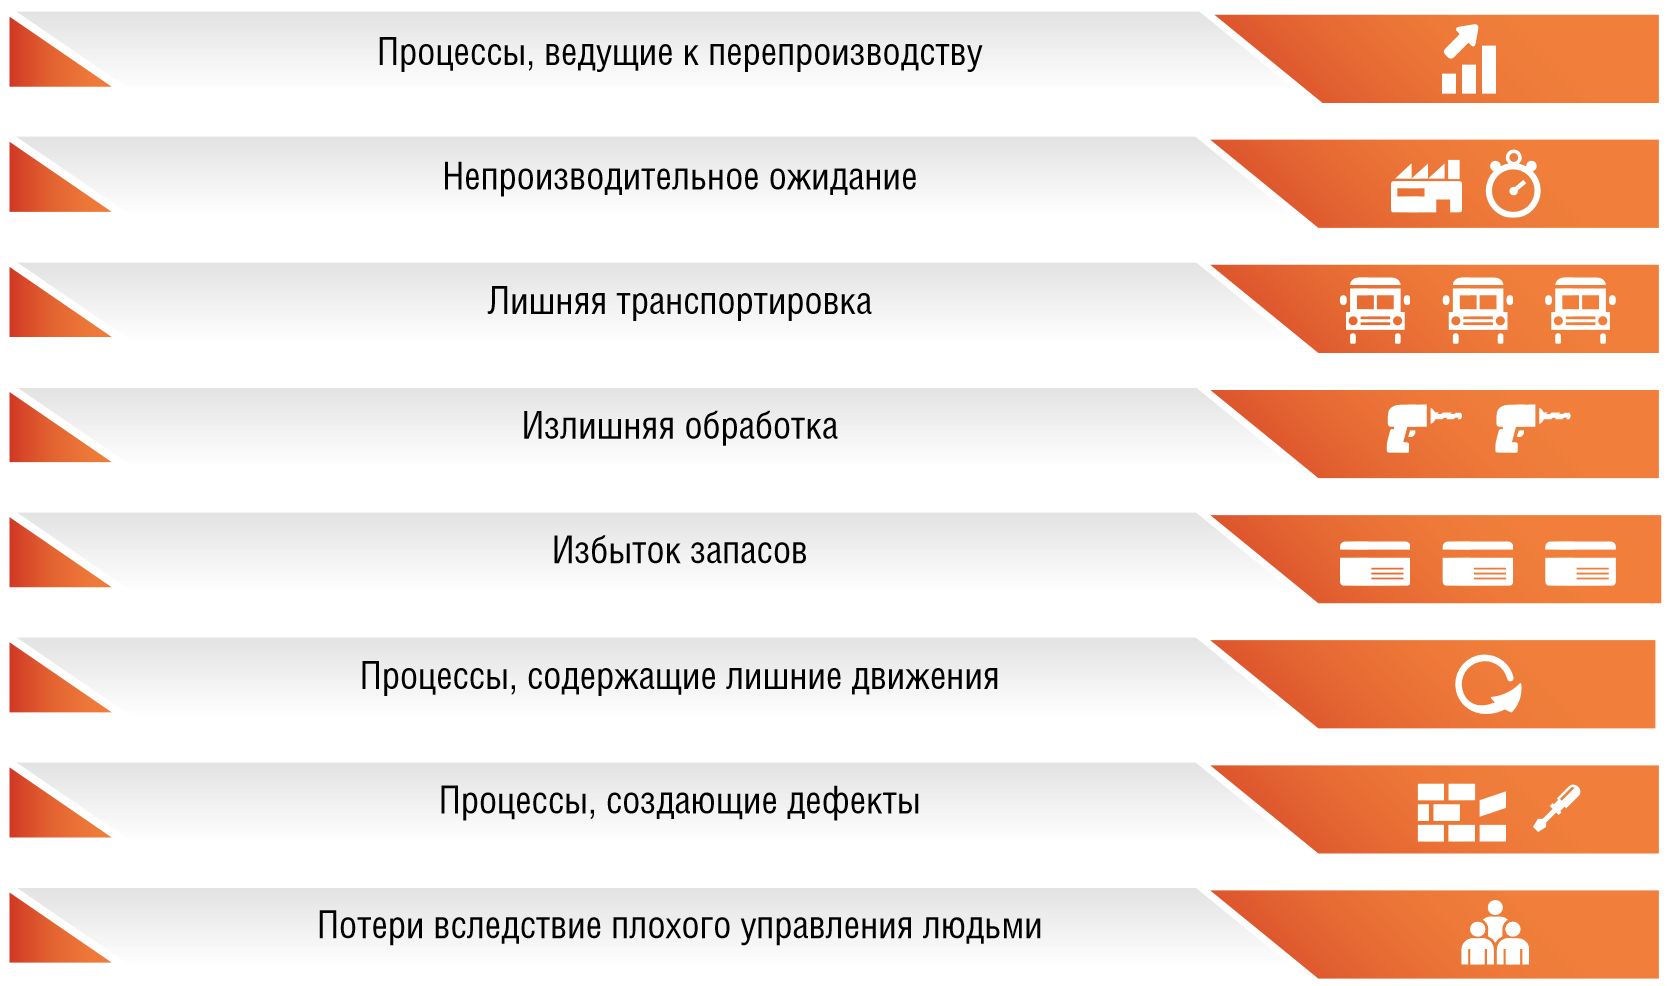 Процессы, ведущие к перепроизводству
Непроизводительное ожидание
Лишняя транспортировка
Излишняя обработка
Избыток запасов
Процессы, содержащие лишние движения
Процессы, создающие дефекты
Потери вследствие плохого управления людьми